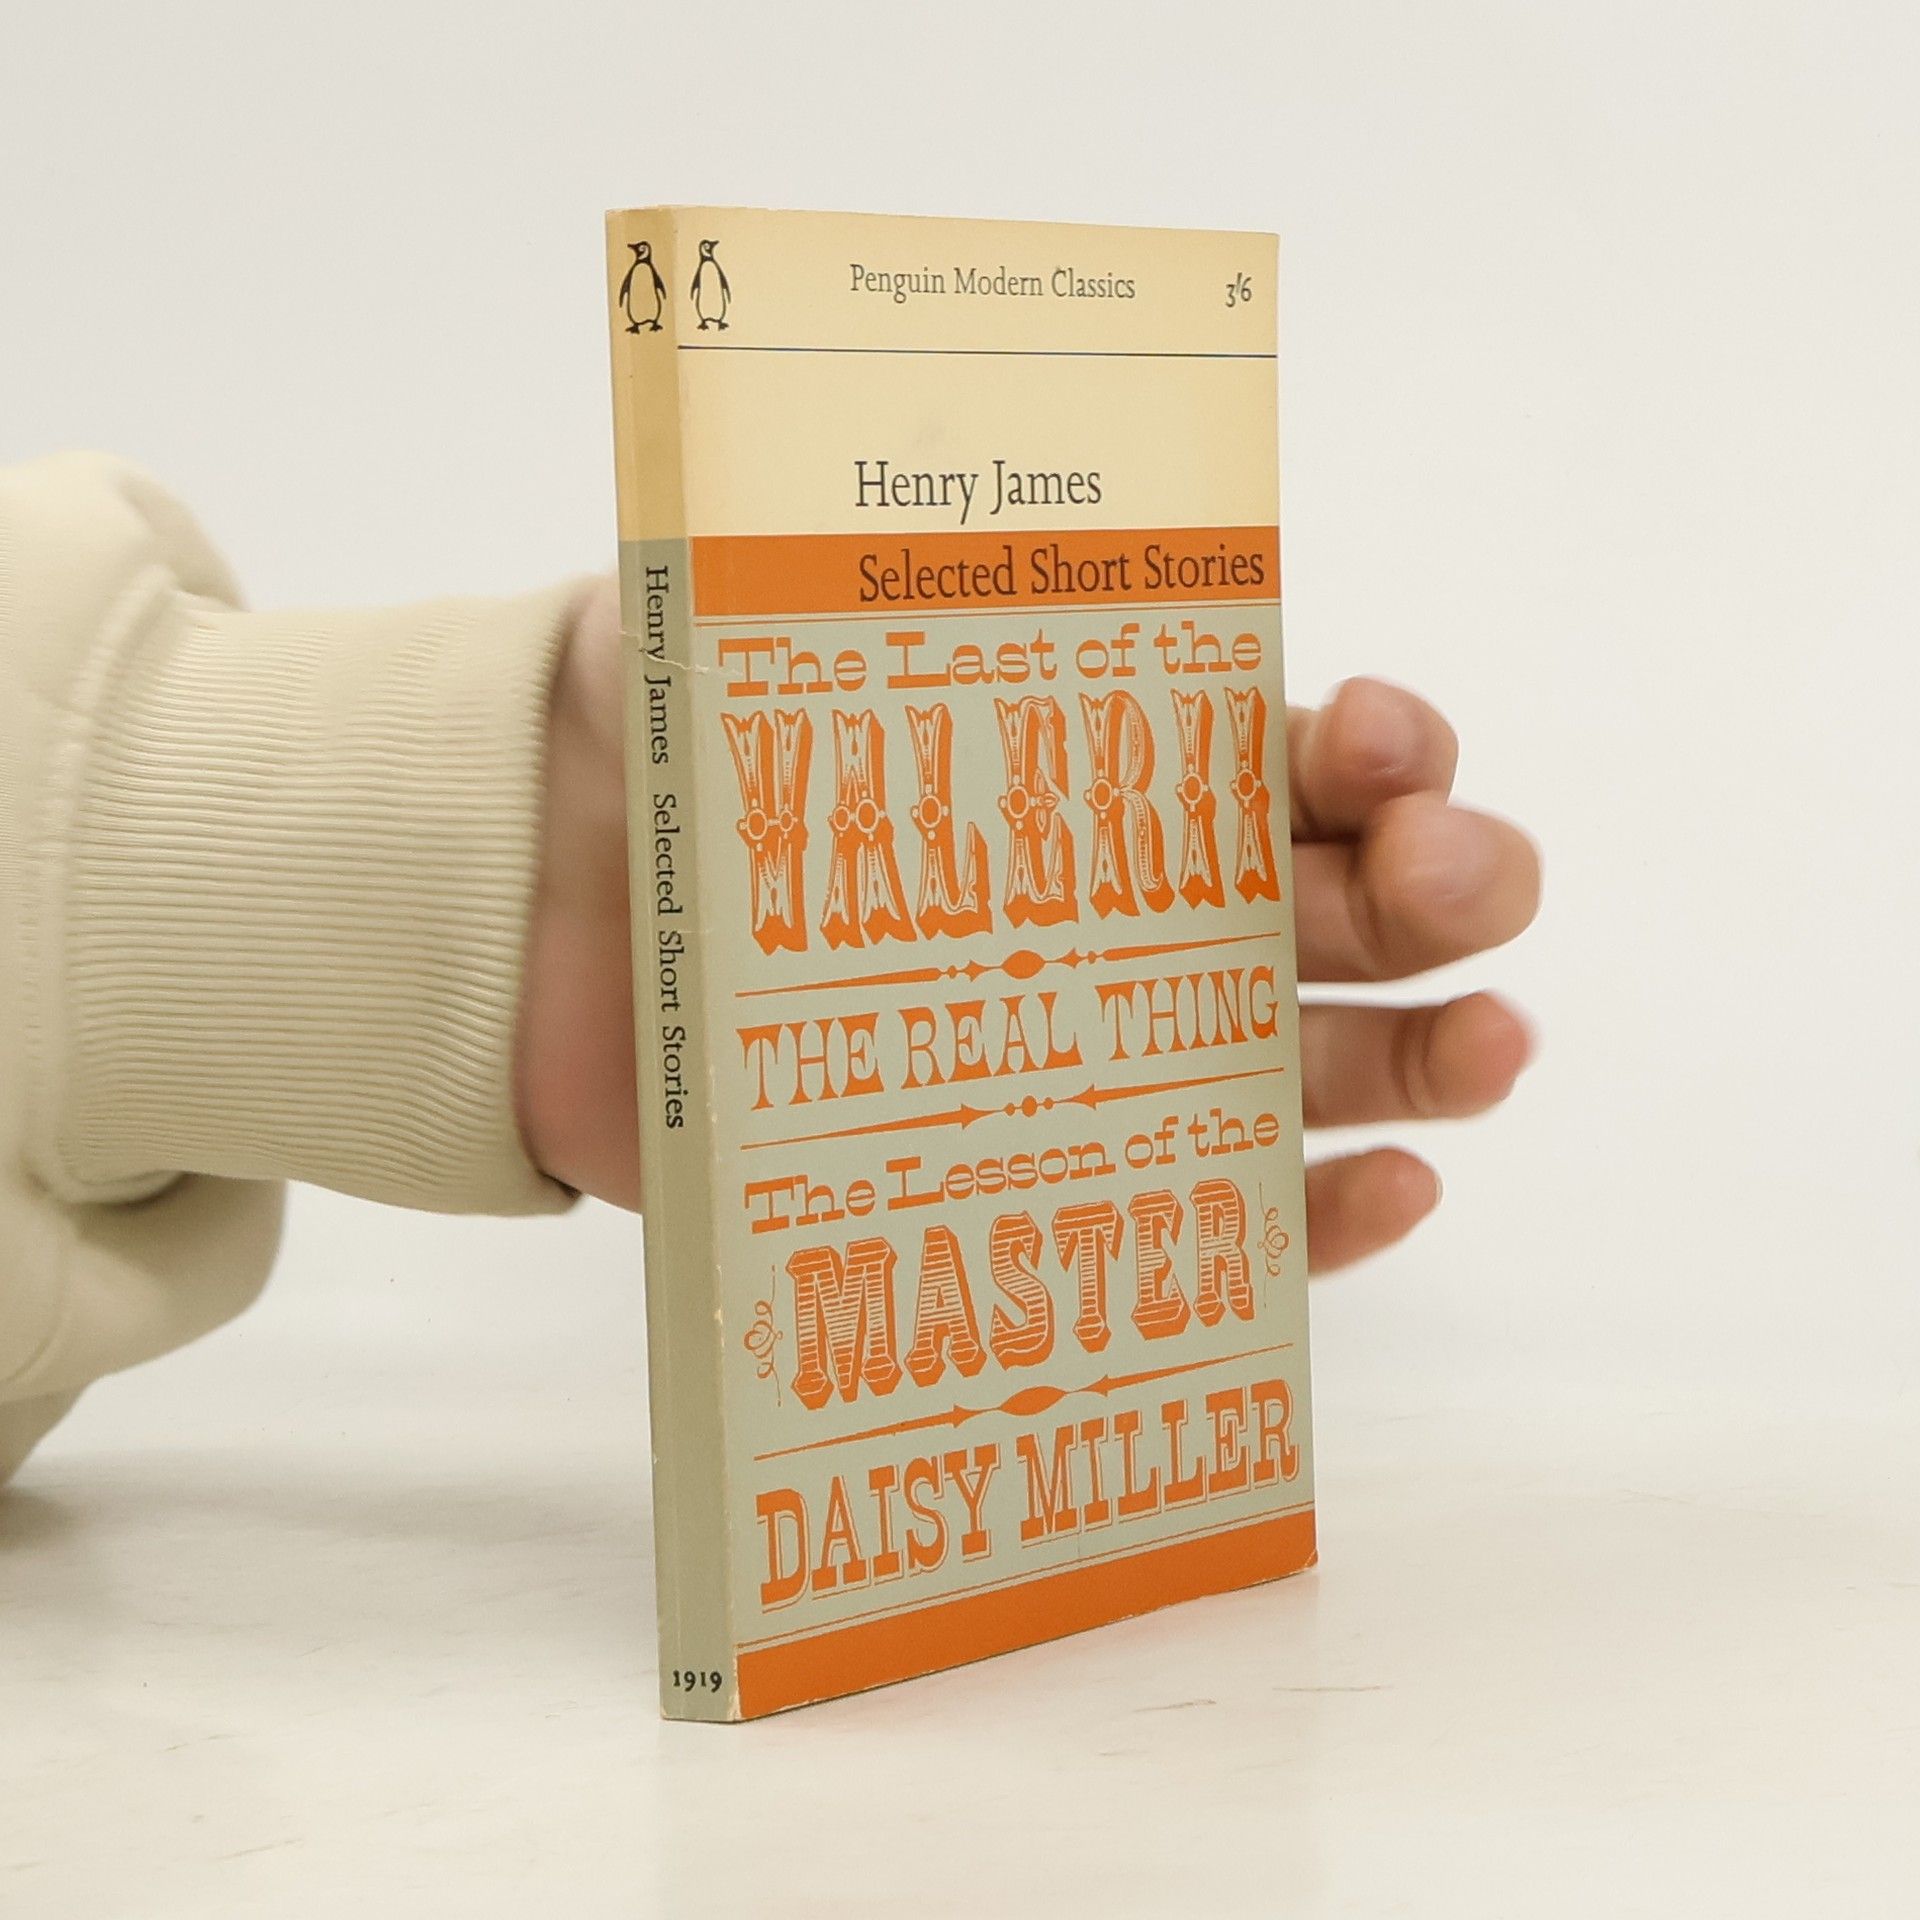 Penguin Modern Classics 3'6
Henry James
Selected Short Stories
The Last of the
VALERII
THE REAL THING
The Lesson of the
MASTER
DAISY MILLER
Henry James Selected Short Stories
1919